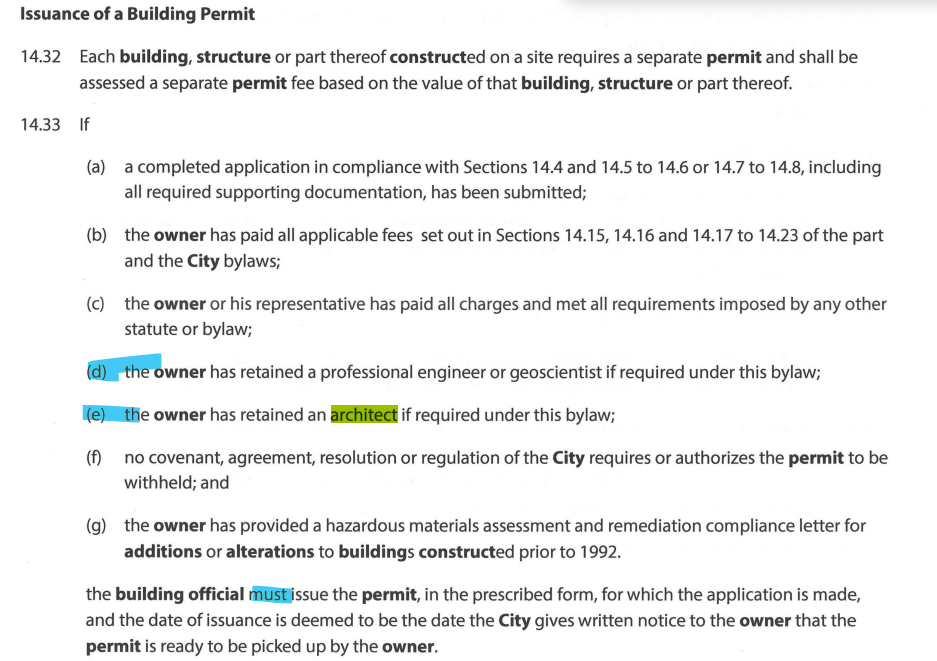 Issuance of a Building Permit
14.32 Each building, structure or part thereof constructed on a site requires a separate permit and shall be
assessed a separate permit fee based on the value of that building, structure or part thereof.
14.33 If
(a) a completed application in compliance with Sections 14.4 and 14.5 to 14.6 or 14.7 to 14.8, including
all required supporting documentation, has been submitted;
(b) the owner has paid all applicable fees set out in Sections 14.15, 14.16 and 14.17 to 14.23 of the part
and the City bylaws;
(c) the owner or his representative has paid all charges and met all requirements imposed by any other
statute or bylaw;
(d) the owner has retained a professional engineer or geoscientist if required under this bylaw;
(e) the owner has retained an architect if required under this bylaw;
(f) no covenant, agreement, resolution or regulation of the City requires or authorizes the permit to be
withheld; and
(g) the owner has provided a hazardous materials assessment and remediation compliance letter for
additions or alterations to buildings constructed prior to 1992.
the building official must issue the permit, in the prescribed form, for which the application is made,
and the date of issuance is deemed to be the date the City gives written notice to the owner that the
permit is ready to be picked up by the owner.